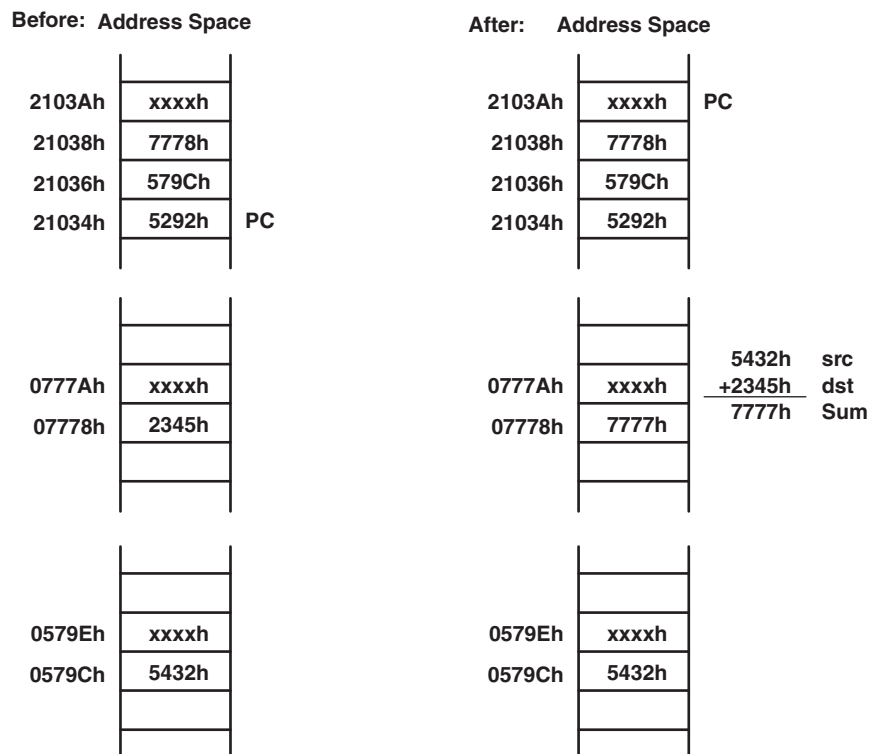 Before: Address Space
2103Ah xxxxh
21038h 7778h
21036h 579Ch
21034h 5292h PC
0777Ah xxxxh
07778h 2345h
0579Eh xxxxh
0579Ch 5432h
After: Address Space
2103Ah xxxxh PC
21038h 7778h
21036h 579Ch
21034h 5292h
0777Ah xxxxh
07778h 7777h
5432h src
+2345h dst
7777h Sum
0579Eh xxxxh
0579Ch 5432h